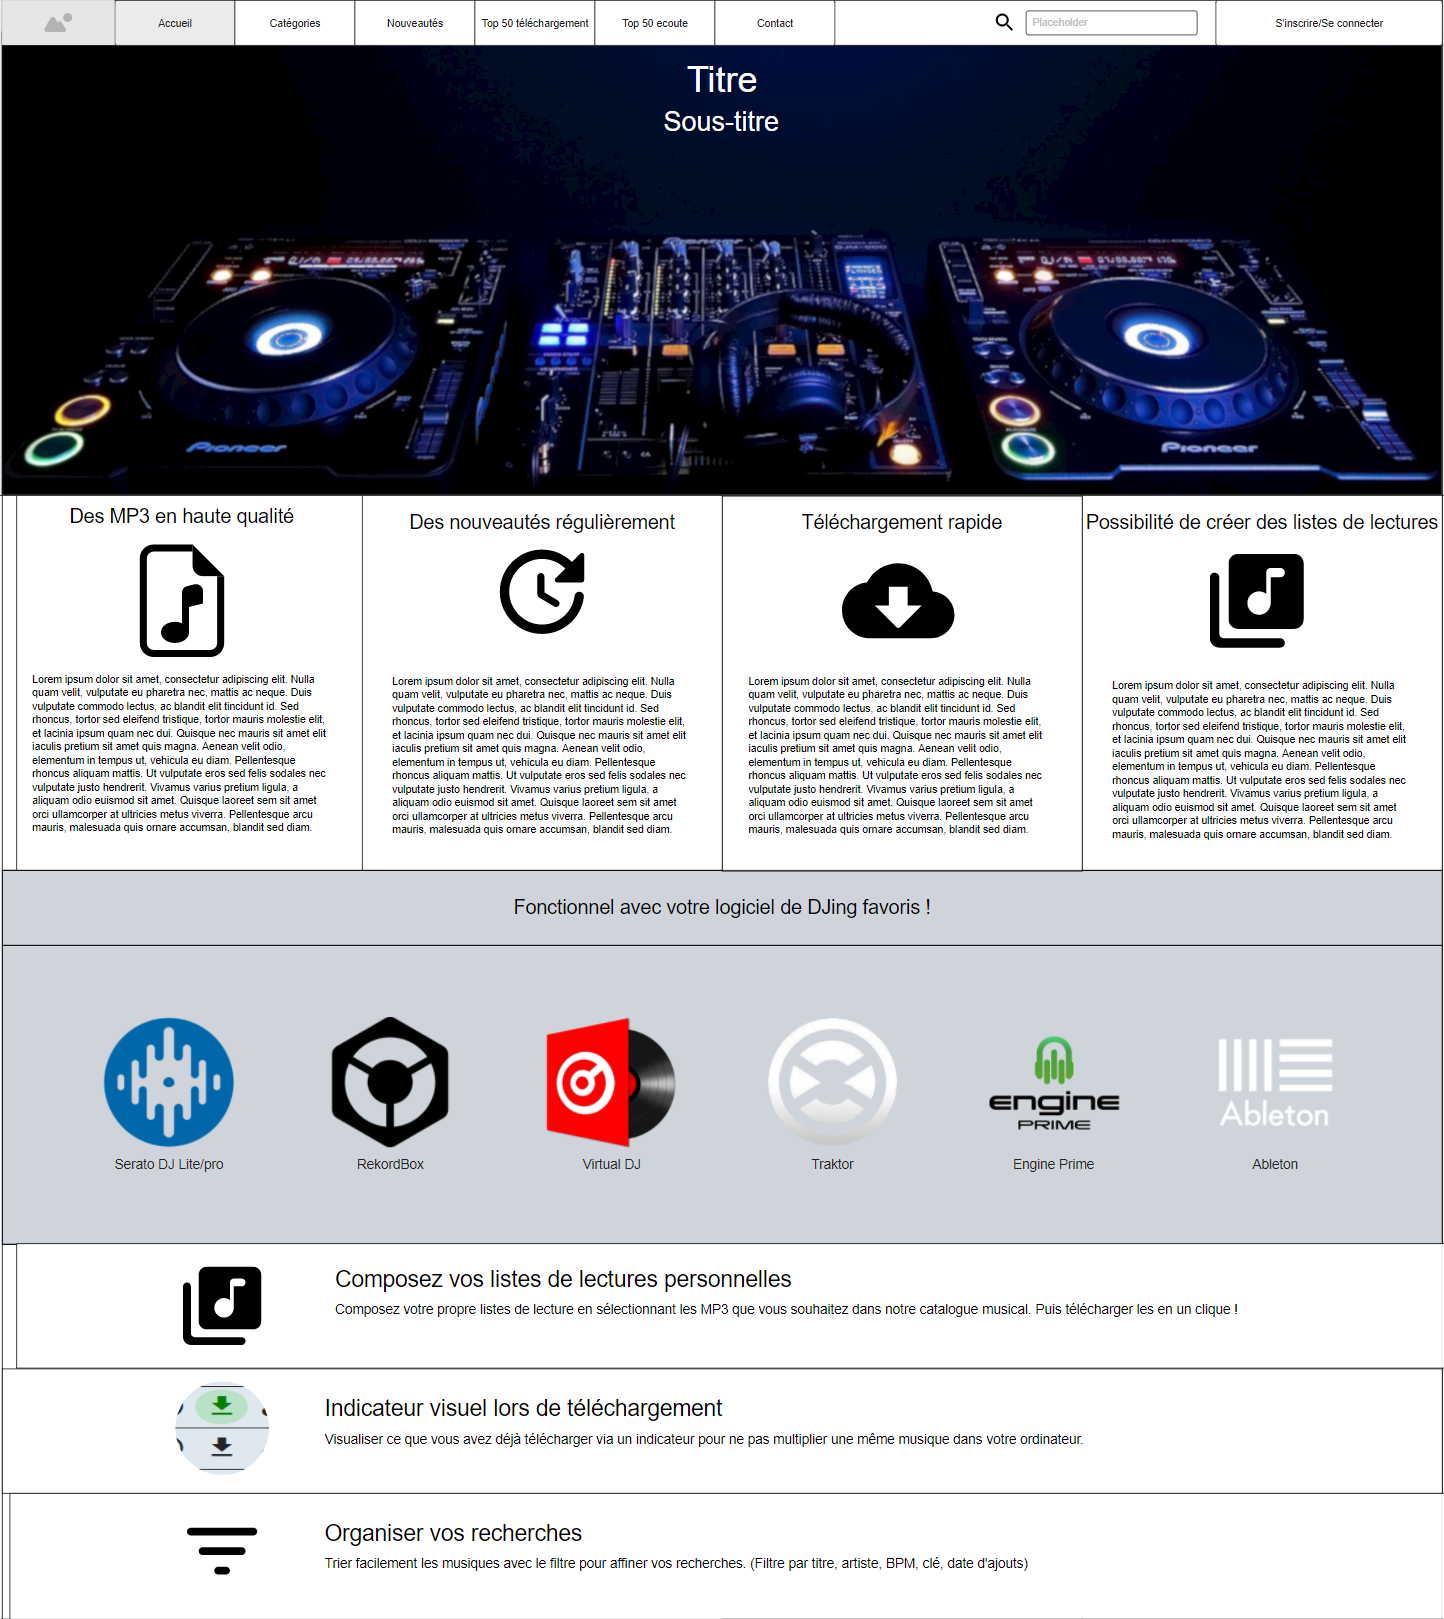 Accueil
Catégories
Nouveautés
Top 50 téléchargement
Top 50 ecoute
Contact
Placeholder
S'inscrire/Se connecter
Titre
Sous-titre
Pioneer
Pioneer
Pioneer
Des MP3 en haute qualité
Lorem ipsum dolor sit amet, consectetur adipiscing elit. Nulla
quam velit, vulputate eu pharetra nec, mattis ac neque. Duis
vulputate commodo lectus, ac blandit elit tincidunt id. Sed
rhoncus, tortor sed eleifend tristique, tortor mauris molestie elit,
et lacinia ipsum quam nec dui. Quisque nec mauris sit amet elit
iaculis pretium sit amet quis magna. Aenean velit odio,
elementum in tempus ut, vehicula eu diam. Pellentesque
rhoncus aliquam mattis. Ut vulputate eros sed felis sodales nec
vulputate justo hendrerit. Vivamus varius pretium ligula, a
aliquam odio euismod sit amet. Quisque laoreet sem sit amet
orci ullamcorper at ultricies metus viverra. Pellentesque arcu
mauris, malesuada quis ornare accumsan, blandit sed diam.
Des nouveautés régulièrement
Lorem ipsum dolor sit amet, consectetur adipiscing elit. Nulla
quam velit, vulputate eu pharetra nec, mattis ac neque. Duis
vulputate commodo lectus, ac blandit elit tincidunt id. Sed
rhoncus, tortor sed eleifend tristique, tortor mauris molestie elit,
et lacinia ipsum quam nec dui. Quisque nec mauris sit amet elit
iaculis pretium sit amet quis magna. Aenean velit odio,
elementum in tempus ut, vehicula eu diam. Pellentesque
rhoncus aliquam mattis. Ut vulputate eros sed felis sodales nec
vulputate justo hendrerit. Vivamus varius pretium ligula, a
aliquam odio euismod sit amet. Quisque laoreet sem sit amet
orci ullamcorper at ultricies metus viverra. Pellentesque arcu
mauris, malesuada quis ornare accumsan, blandit sed diam.
Téléchargement rapide
Lorem ipsum dolor sit amet, consectetur adipiscing elit. Nulla
quam velit, vulputate eu pharetra nec, mattis ac neque. Duis
vulputate commodo lectus, ac blandit elit tincidunt id. Sed
rhoncus, tortor sed eleifend tristique, tortor mauris molestie elit,
et lacinia ipsum quam nec dui. Quisque nec mauris sit amet elit
iaculis pretium sit amet quis magna. Aenean velit odio,
elementum in tempus ut, vehicula eu diam. Pellentesque
rhoncus aliquam mattis. Ut vulputate eros sed felis sodales nec
vulputate justo hendrerit. Vivamus varius pretium ligula, a
aliquam odio euismod sit amet. Quisque laoreet sem sit amet
orci ullamcorper at ultricies metus viverra. Pellentesque arcu
mauris, malesuada quis ornare accumsan, blandit sed diam.
Possibilité de créer des listes de lectures
Lorem ipsum dolor sit amet, consectetur adipiscing elit. Nulla
quam velit, vulputate eu pharetra nec, mattis ac neque. Duis
vulputate commodo lectus, ac blandit elit tincidunt id. Sed
rhoncus, tortor sed eleifend tristique, tortor mauris molestie elit,
et lacinia ipsum quam nec dui. Quisque nec mauris sit amet elit
iaculis pretium sit amet quis magna. Aenean velit odio,
elementum in tempus ut, vehicula eu diam. Pellentesque
rhoncus aliquam mattis. Ut vulputate eros sed felis sodales nec
vulputate justo hendrerit. Vivamus varius pretium ligula, a
aliquam odio euismod sit amet. Quisque laoreet sem sit amet
orci ullamcorper at ultricies metus viverra. Pellentesque arcu
mauris, malesuada quis ornare accumsan, blandit sed diam.
Fonctionnel avec votre logiciel de DJing favoris !
engine
PRIME
Ableton
Serato DJ Lite/pro
RekordBox
Virtual DJ
Traktor
Engine Prime
Ableton
Composez vos listes de lectures personnelles
Composez votre propre listes de lecture en sélectionnant les MP3 que vous souhaitez dans notre catalogue musical. Puis télécharger les en un clique !
Indicateur visuel lors de téléchargement
Visualiser ce que vous avez déjà télécharger via un indicateur pour ne pas multiplier une même musique dans votre ordinateur.
Organiser vos recherches
Trier facilement les musiques avec le filtre pour affiner vos recherches. (Filtre par titre, artiste, BPM, clé, date d'ajouts)